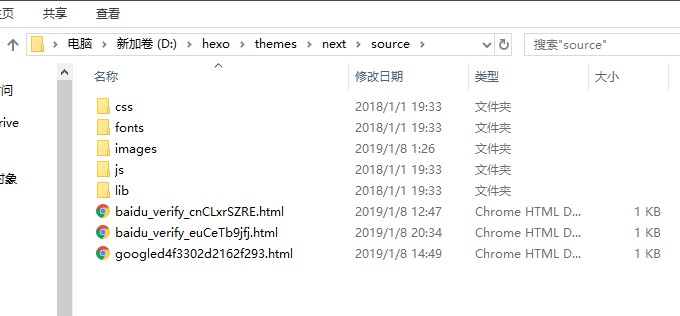 页 共享 查看
电脑 新加卷 (D:) hexo themes next source 搜索"source"
名称 修改日期 类型 大小
问
rive
对象
css 2018/1/1 19:33 文件夹
fonts 2018/1/1 19:33 文件夹
images 2019/1/8 1:26 文件夹
js 2018/1/1 19:33 文件夹
lib 2018/1/1 19:33 文件夹
baidu_verify_cnCLxrSZRE.html 2019/1/8 12:47 Chrome HTML D... 1 KB
baidu_verify_euCeTb9jfj.html 2019/1/8 20:34 Chrome HTML D... 1 KB
googled4f3302d2162f293.html 2019/1/8 14:49 Chrome HTML D... 1 KB